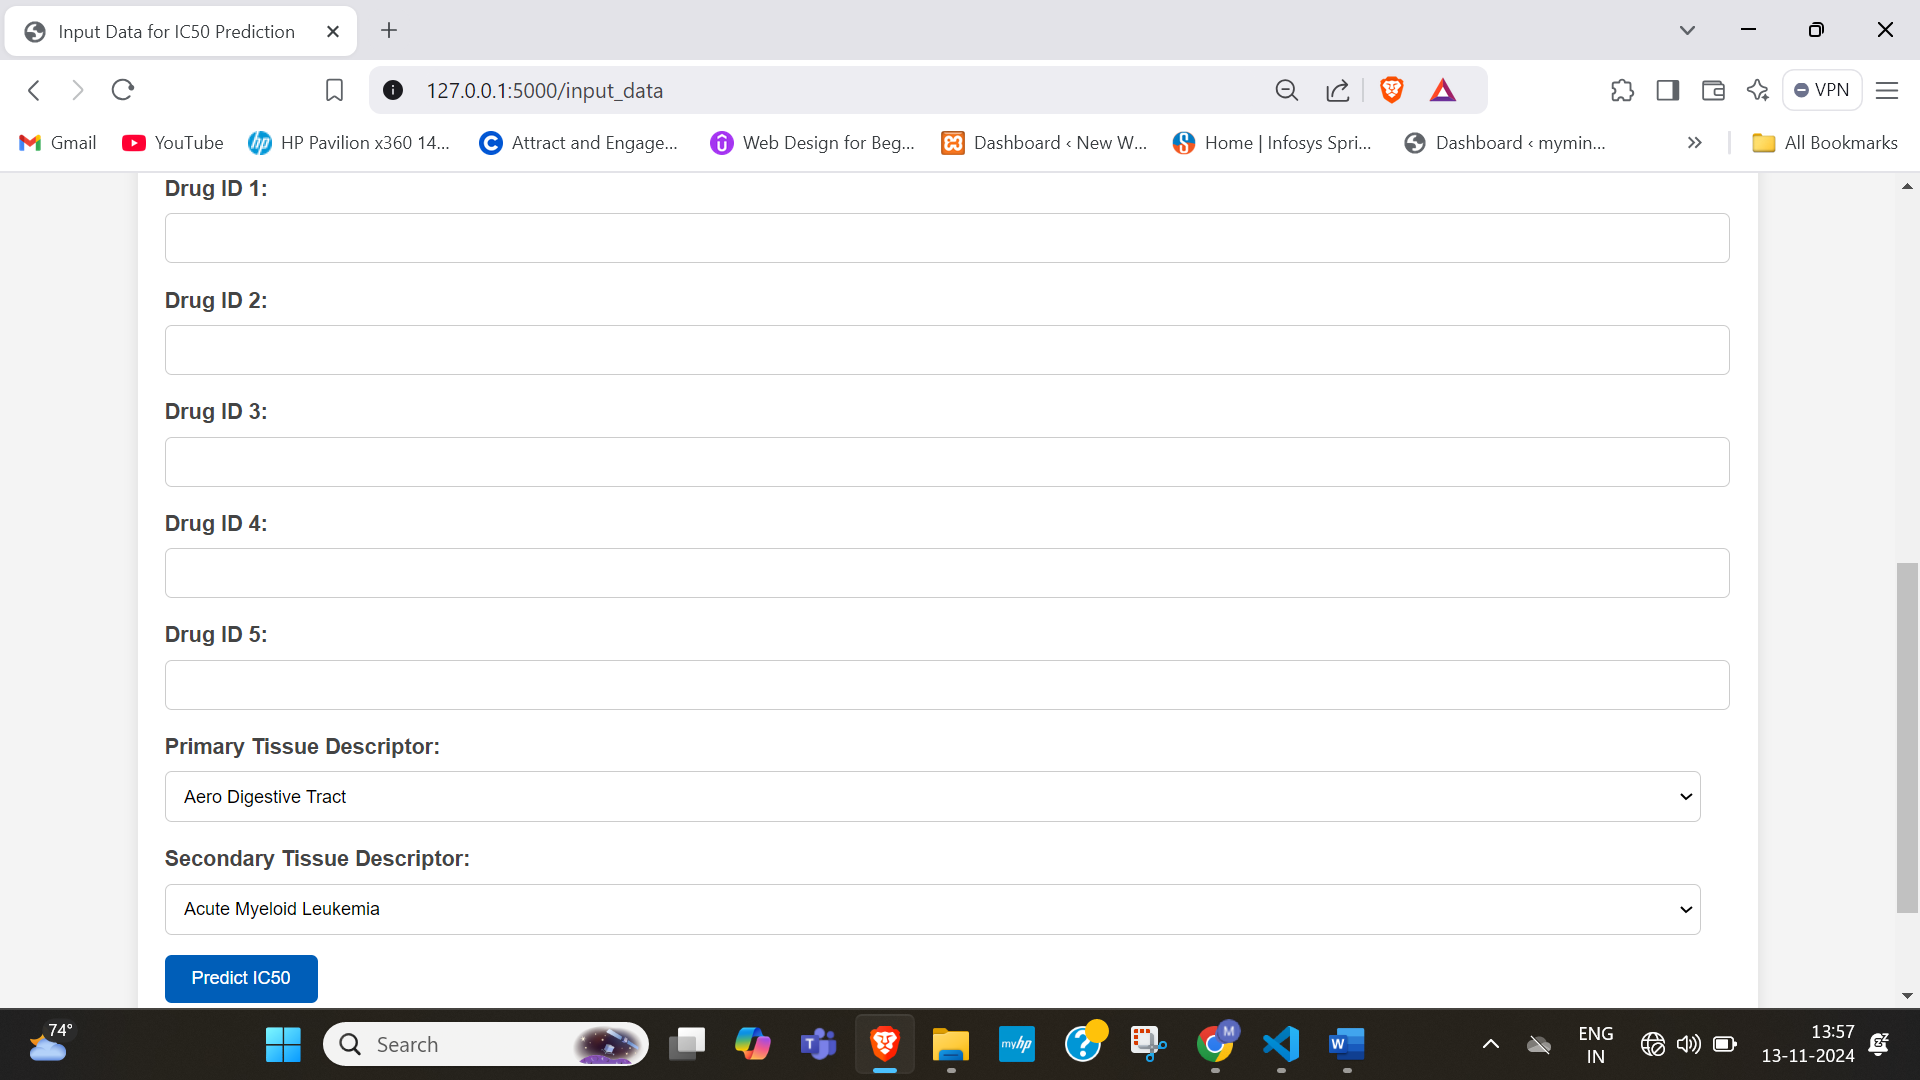 Input Data for IC50 Prediction
127.0.0.1:5000/input_data
VPN
Gmail
YouTube
HP Pavilion x360 14...
Attract and Engage...
Web Design for Beg...
Dashboard ‹ New W...
Home | Infosys Spri...
Dashboard ‹ mymin...
All Bookmarks
Drug ID 1:
Drug ID 2:
Drug ID 3:
Drug ID 4:
Drug ID 5:
Primary Tissue Descriptor:
Aero Digestive Tract
Secondary Tissue Descriptor:
Acute Myeloid Leukemia
Predict IC50
74°
Search
myhp
M
ENG
IN
13:57
13-11-2024